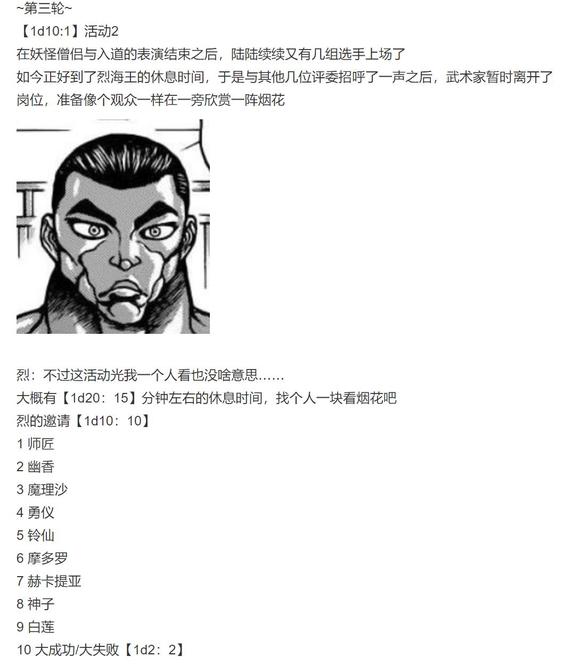 ~第三轮~
【1d10:1】活动2
在妖怪僧侣与入道的表演结束之后，陆陆续续又有几组选手上场了
如今正好到了烈海王的休息时间，于是与其他几位评委招呼了一声之后，武术家暂时离开了
岗位，准备像个观众一样在一旁欣赏一阵烟花
烈：不过这活动光我一个人看也没啥意思……
大概有【1d20：15】分钟左右的休息时间，找个人一块看烟花吧
烈的邀请【1d10：10】
1 师匠
2 幽香
3 魔理沙
4 勇仪
5 铃仙
6 摩多罗
7 赫卡提亚
8 神子
9 白莲
10 大成功/大失败【1d2：2】